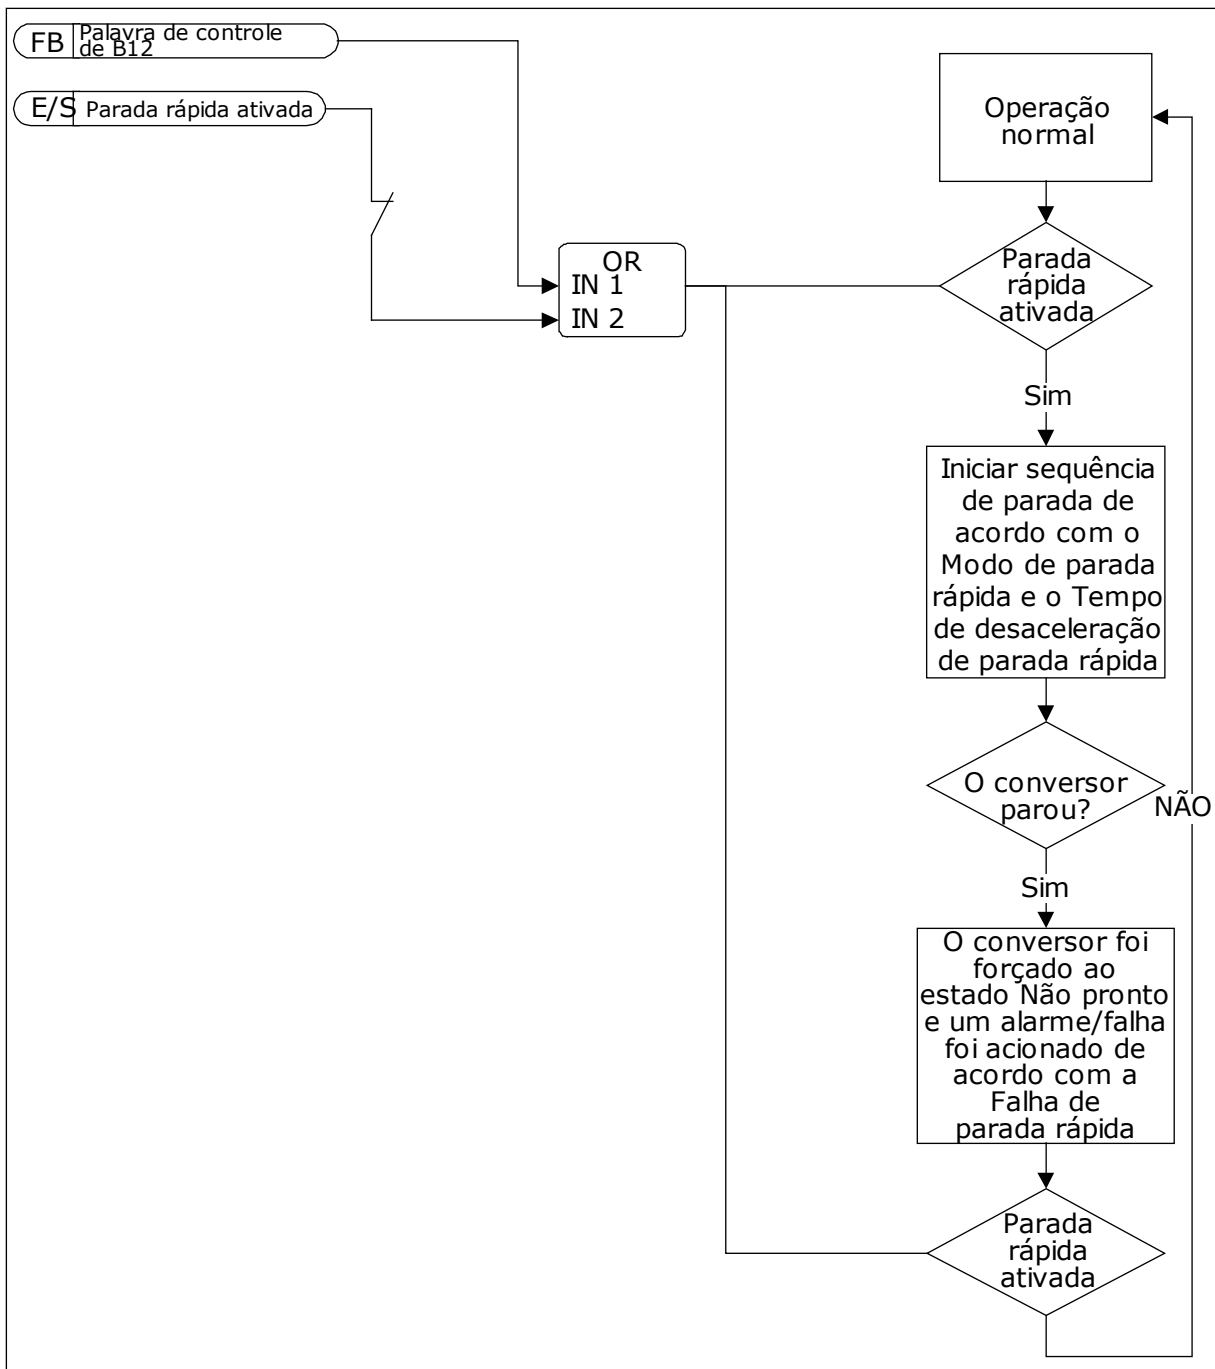 FB Palavra de controle
de B12
E/S Parada rápida ativada
OR
IN 1
IN 2
Operação
normal
Parada
rápida
ativada
Sim
Iniciar sequência
de parada de
acordo com o
Modo de parada
rápida e o Tempo
de desaceleração
de parada rápida
O conversor
parou?
NÃO
Sim
O conversor foi
forçado ao
estado Não pronto
e um alarme/falha
foi acionado de
acordo com a
Falha de
parada rápida
Parada
rápida
ativada